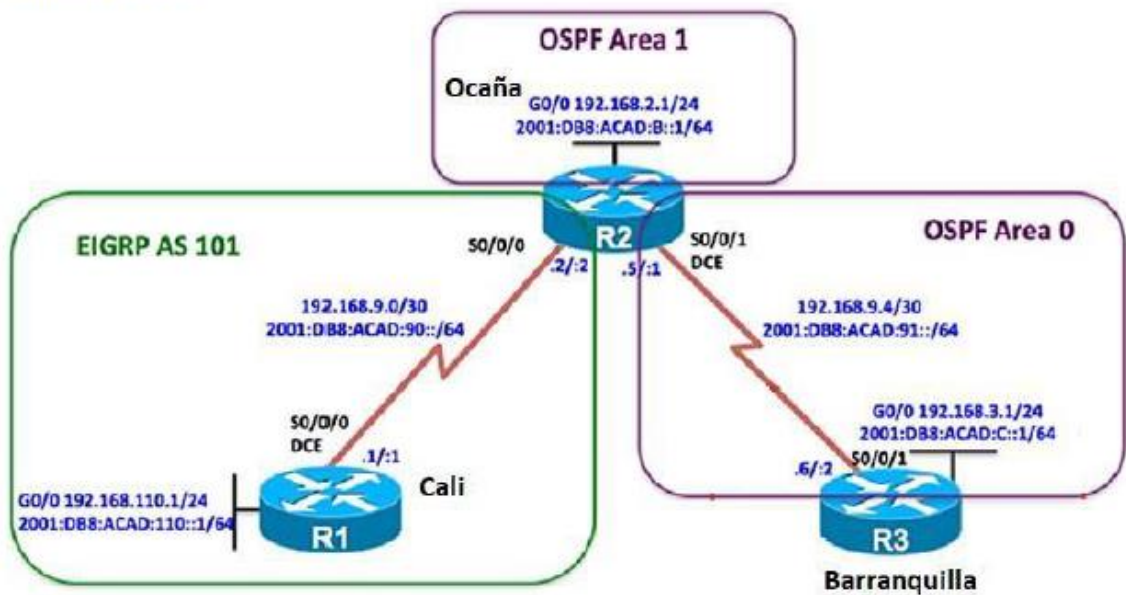 OSPF Area 1
Ocaña
G0/0 192.168.2.1/24
2001:DB8:ACAD:B::1/64
EIGRP AS 101
OSPF Area 0
R2
S0/0/0
S0/0/1
DCE
.2/:2
.5/:1
192.168.9.0/30
2001:DB8:ACAD:90::/64
192.168.9.4/30
2001:DB8:ACAD:91::/64
S0/0/0
DCE
.1/:1
Cali
G0/0 192.168.110.1/24
2001:DB8:ACAD:110::1/64
R1
G0/0 192.168.3.1/24
2001:DB8:ACAD:C::1/64
S0/0/1
.6/:2
R3
Barranquilla